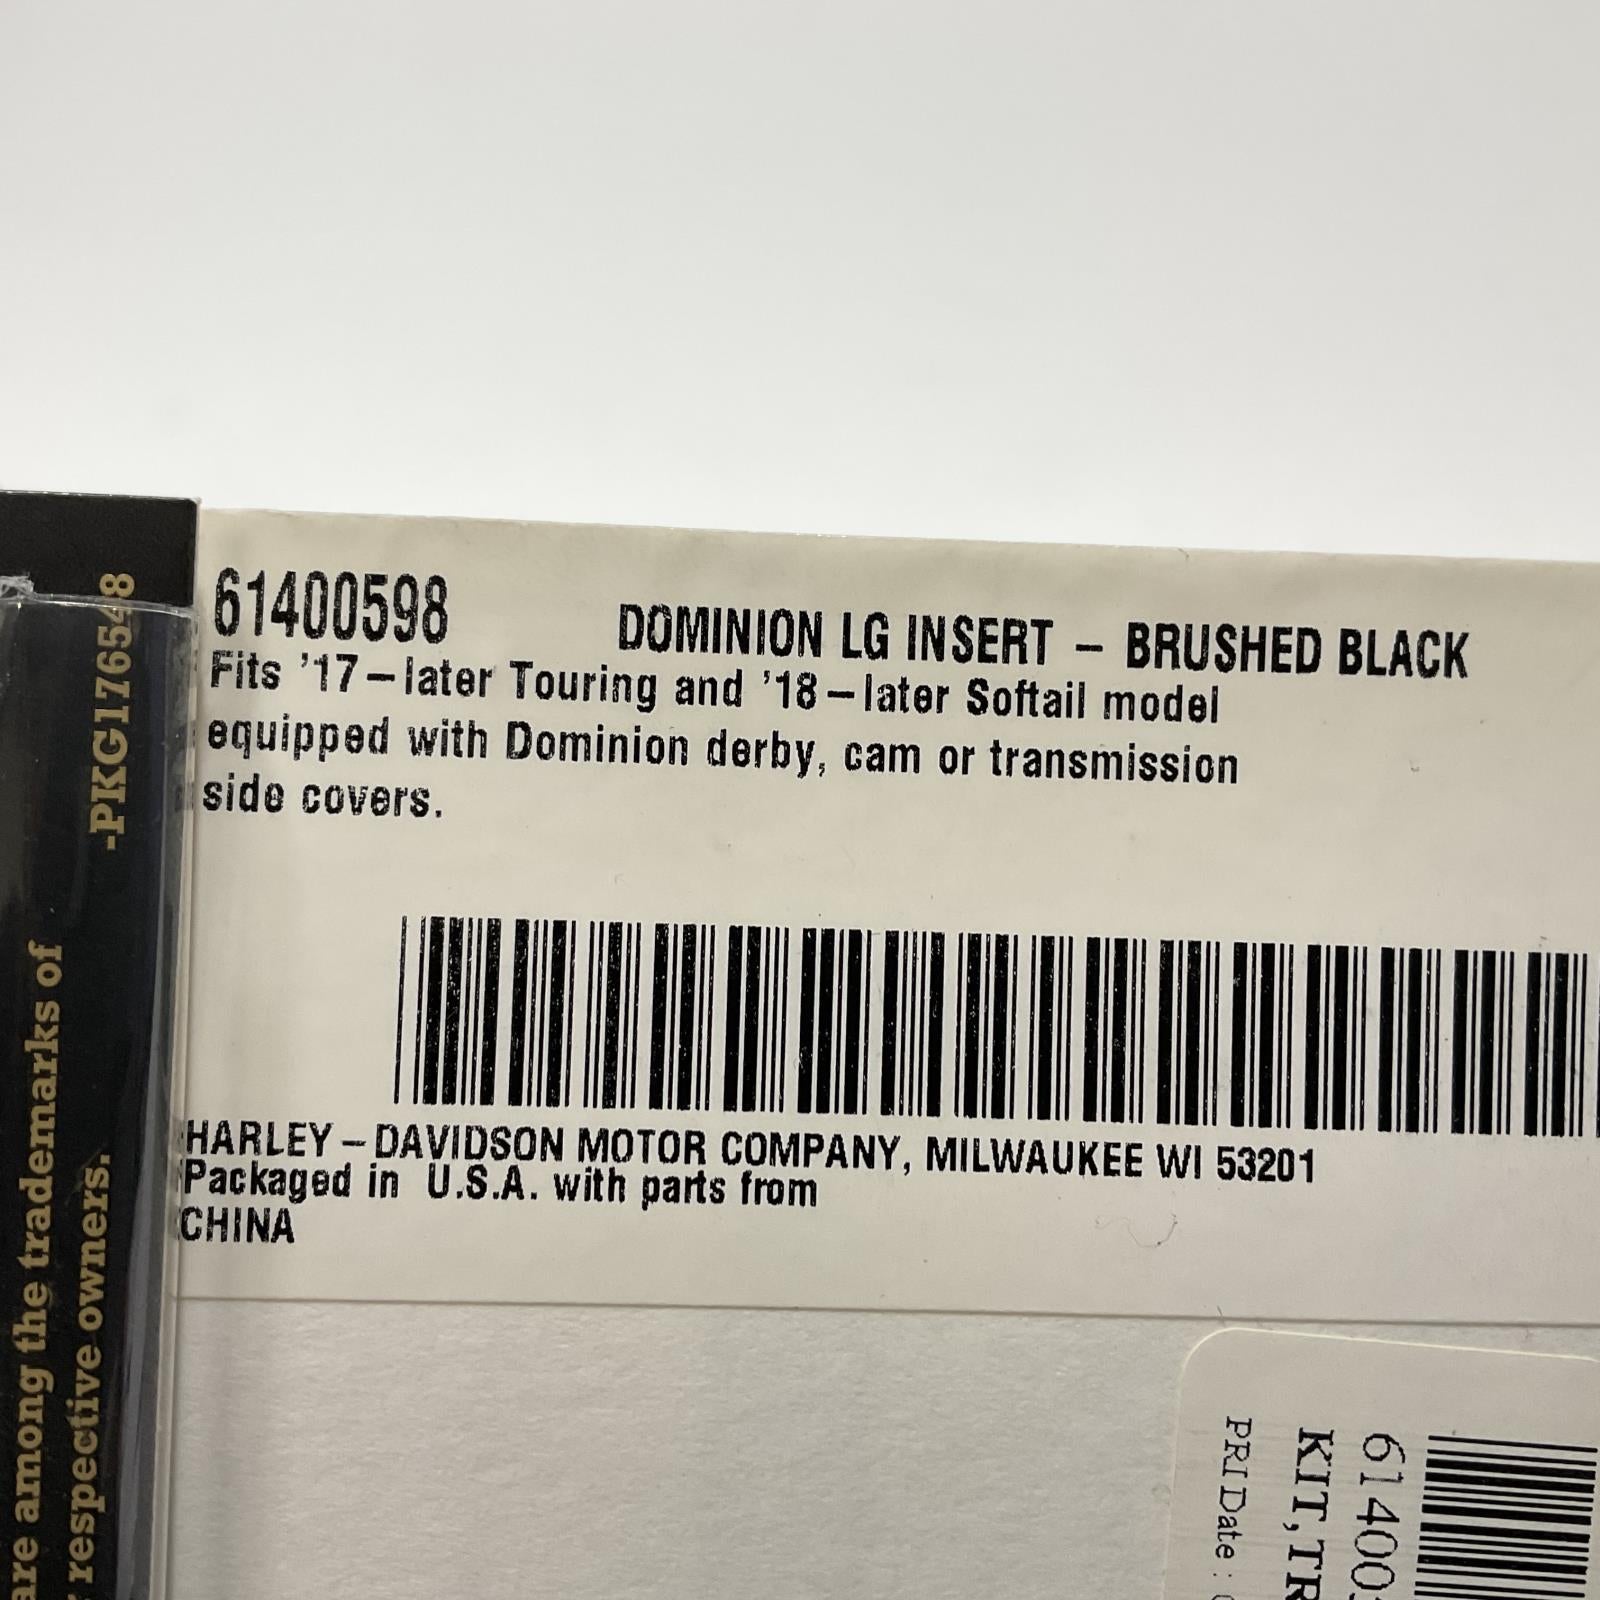 61400598 DOMINION LG INSERT - BRUSHED BLACK
Fits '17-later Touring and '18-later Softail model
equipped with Dominion derby, cam or transmission
side covers.
HARLEY-DAVIDSON MOTOR COMPANY, MILWAUKEE WI 53201
Packaged in U.S.A. with parts from
CHINA
-PKG176548
are among the trademarks of
respective owners.
61400
KIT,TR
PRI Date: